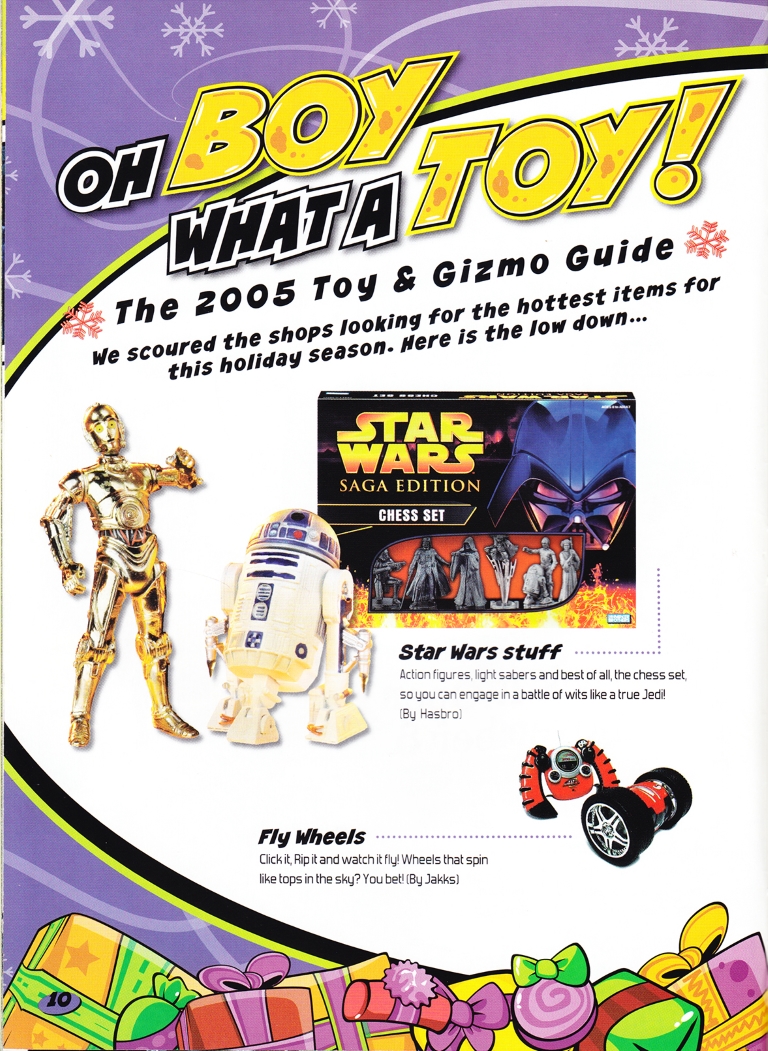 OH BOY
WHAT A TOY!
The 2005 Toy & Gizmo Guide
We scoured the shops looking for the hottest items for
this holiday season. Here is the low down...
CHESS SET
STAR
WARS
SAGA EDITION
CHESS SET
Star Wars stuff
Action figures, light sabers and best of all, the chess set,
so you can engage in a battle of wits like a true Jedi!
(By Hasbro)
Fly Wheels
Click it, Rip it and watch it fly! Wheels that spin
like tops in the sky? You bet! (By Jakks)
10